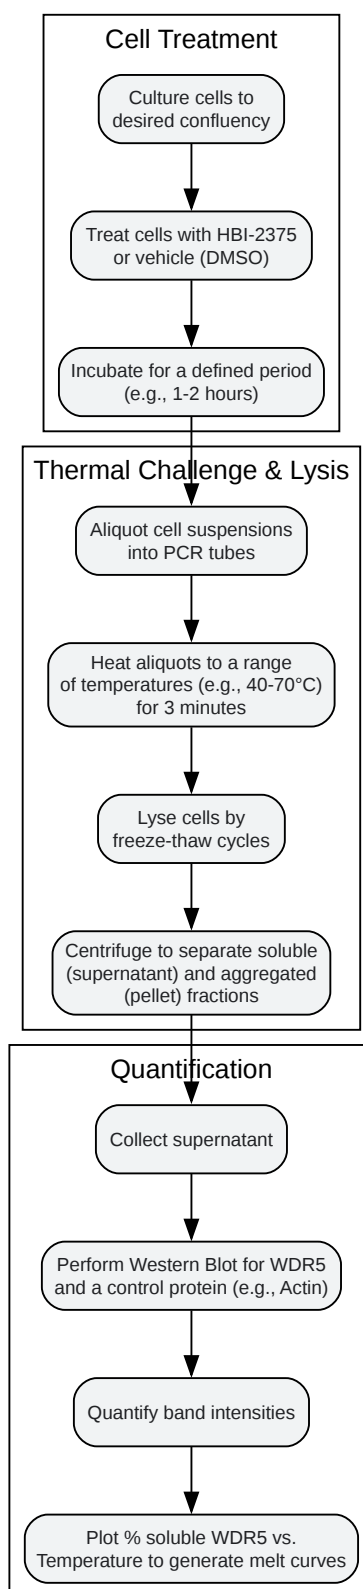 Cell Treatment
Culture cells to
desired confluency
Treat cells with HBI-2375
or vehicle (DMSO)
Incubate for a defined period
(e.g., 1-2 hours)
Thermal Challenge & Lysis
Aliquot cell suspensions
into PCR tubes
Heat aliquots to a range
of temperatures (e.g., 40-70°C)
for 3 minutes
Lyse cells by
freeze-thaw cycles
Centrifuge to separate soluble
(supernatant) and aggregated
(pellet) fractions
Quantification
Collect supernatant
Perform Western Blot for WDR5
and a control protein (e.g., Actin)
Quantify band intensities
Plot % soluble WDR5 vs.
Temperature to generate melt curves